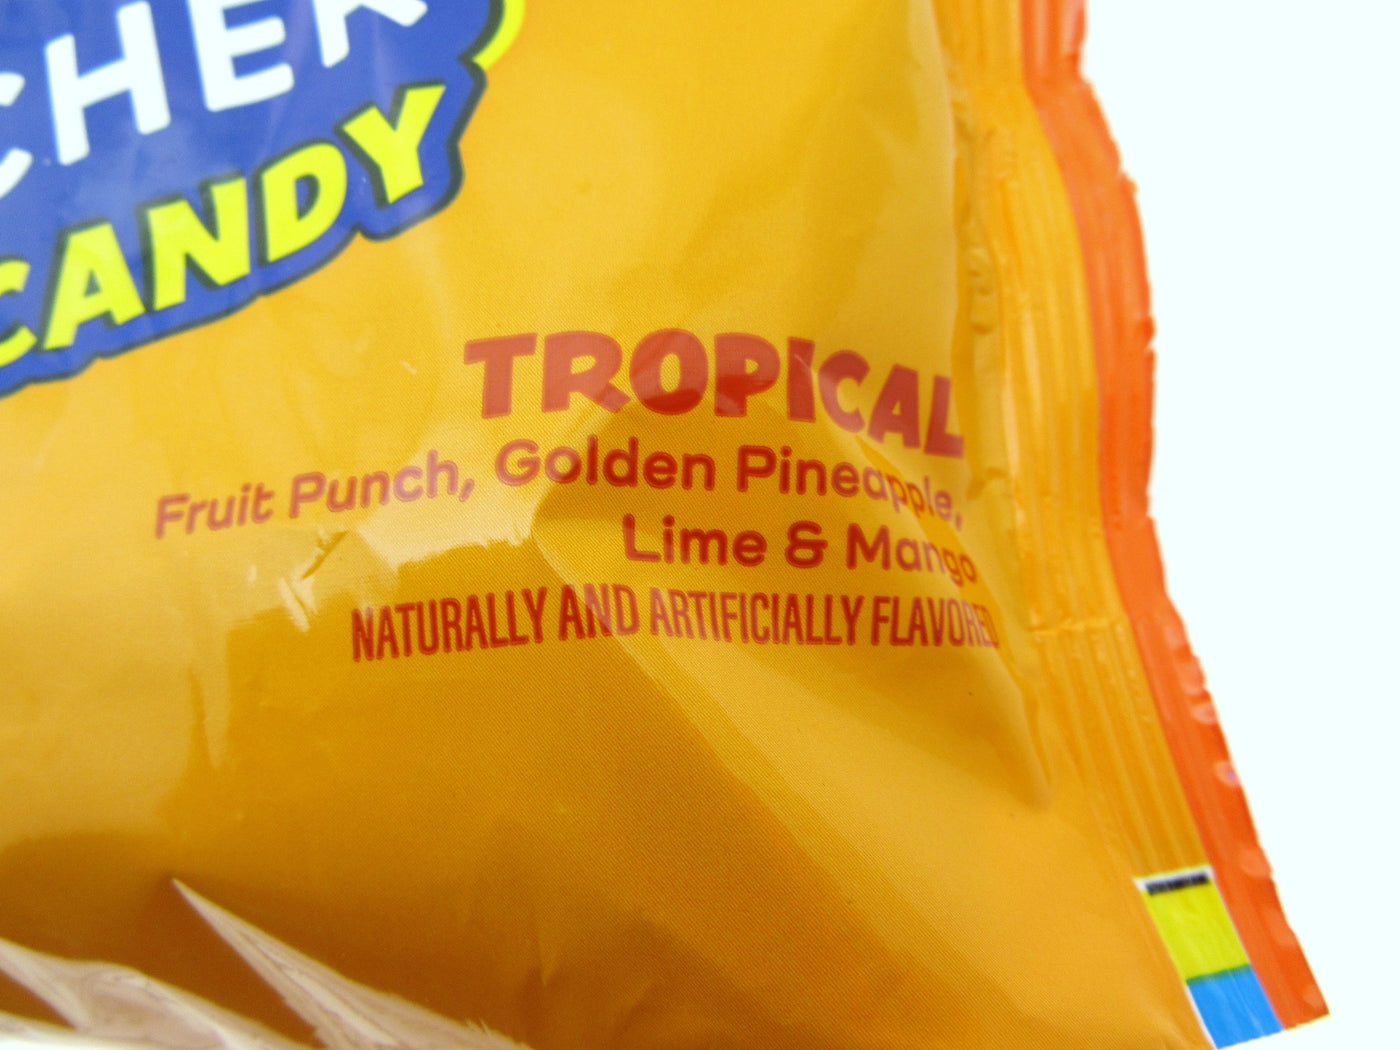 CHER
CANDY
TROPICAL
Fruit Punch, Golden Pineapple,
Lime & Mango
NATURALLY AND ARTIFICIALLY FLAVORED